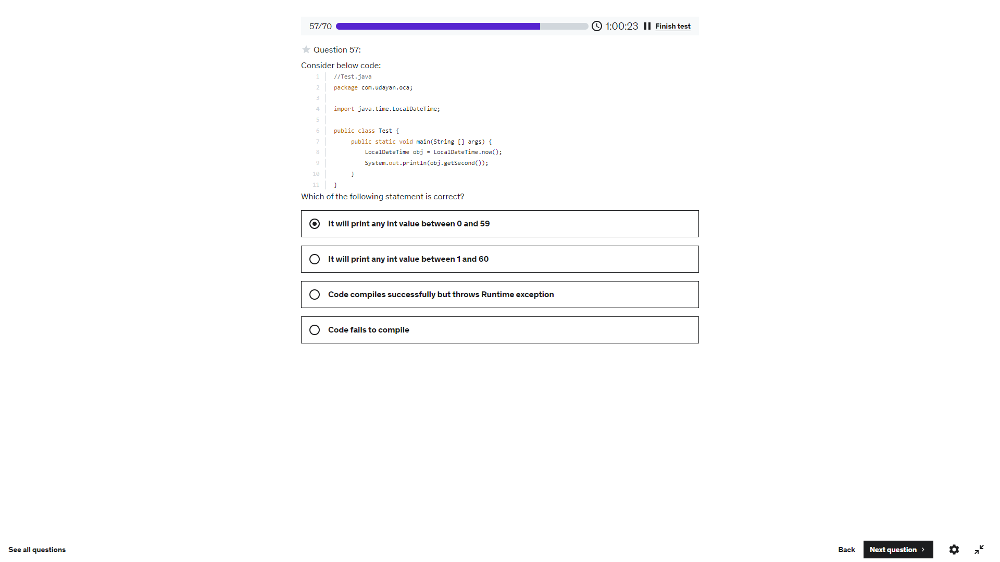 57/70 1:00:23 Finish test
Question 57:
Consider below code:
1 //Test.java
2 package com.udayan.oca;
3
4 import java.time.LocalDateTime;
5
6 public class Test {
7 public static void main(String [] args) {
8 LocalDateTime obj = LocalDateTime.now();
9 System.out.println(obj.getSecond());
10 }
11 }
Which of the following statement is correct?
It will print any int value between 0 and 59
It will print any int value between 1 and 60
Code compiles successfully but throws Runtime exception
Code fails to compile
See all questions Back Next question